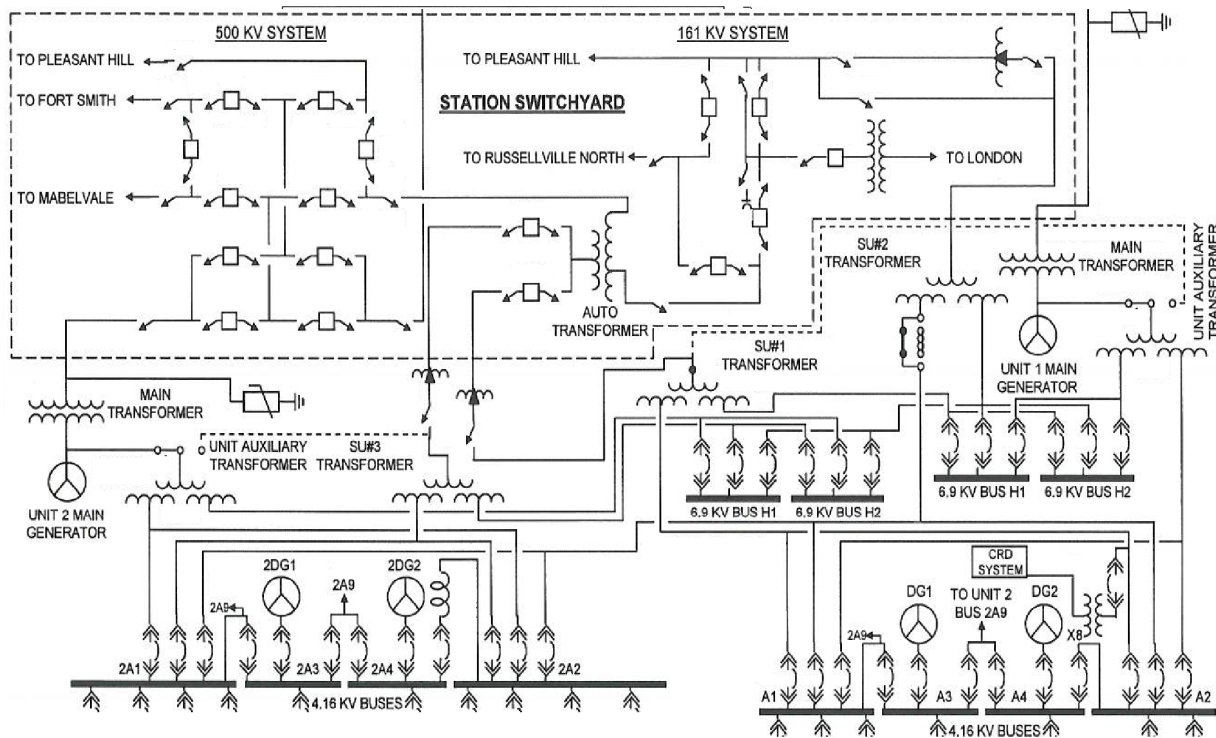 500 KV SYSTEM
161 KV SYSTEM
TO PLEASANT HILL
TO PLEASANT HILL
TO FORT SMITH
STATION SWITCHYARD
TO RUSSELLVILLE NORTH
TO LONDON
TO MABELVALE
SU#2
TRANSFORMER
MAIN
TRANSFORMER
UNIT AUXILIARY
TRANSFORMER
AUTO
TRANSFORMER
SU#1
TRANSFORMER
UNIT 1 MAIN
GENERATOR
MAIN
TRANSFORMER
UNIT AUXILIARY
TRANSFORMER
SU#3
TRANSFORMER
UNIT 2 MAIN
GENERATOR
6.9 KV BUS H1
6.9 KV BUS H2
6.9 KV BUS H1
6.9 KV BUS H2
2DG1
2A9
2DG2
2A9
CRD
SYSTEM
DG1
TO UNIT 2
BUS 2A9
DG2
X8
2A9
2A1
2A3
2A4
2A2
4.16 KV BUSES
A1
A3
A4
A2
4.16 KV BUSES